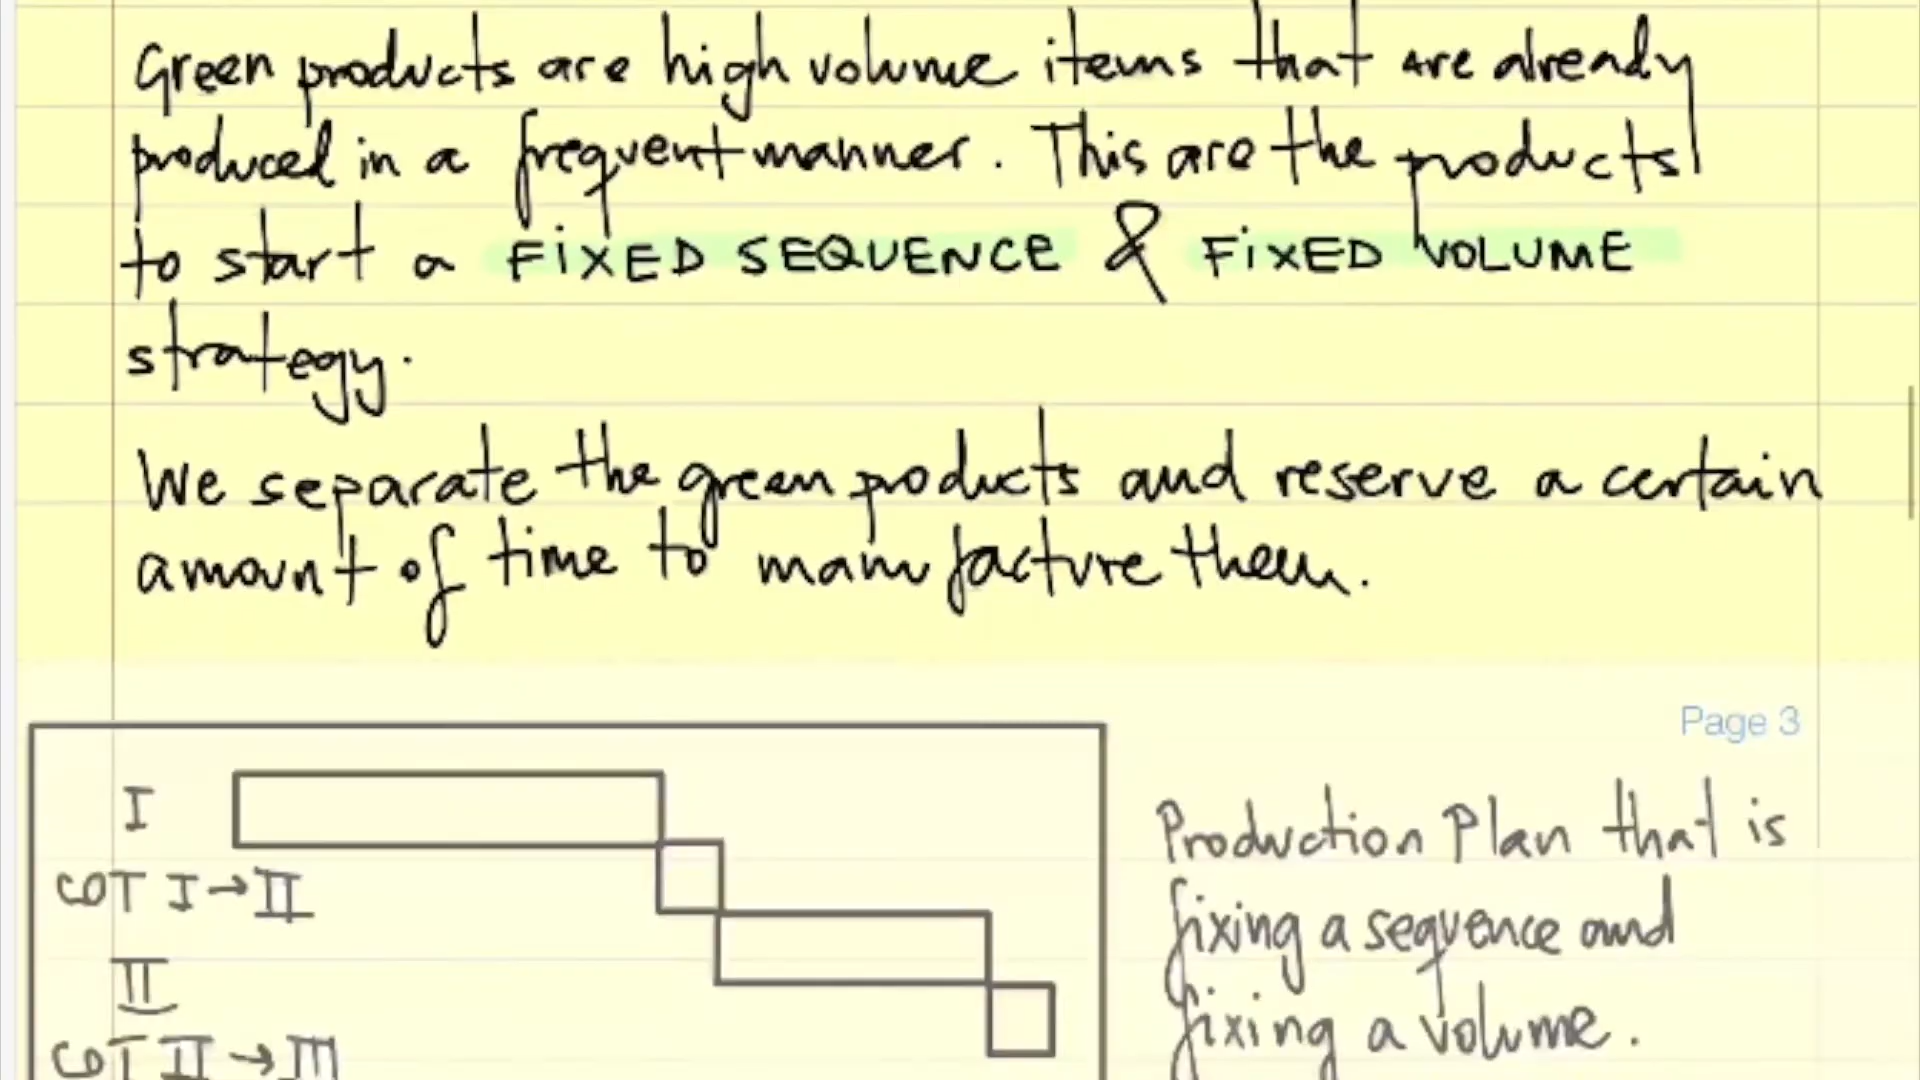 Green products are high volume items that are already
produced in a frequent manner. This are the products
to start a FiXED SEQUENCE & FiXED VOLUME
strategy.
We separate the green products and reserve a certain
amount of time to manufacture them.
Page 3
I
COT I→II
II
COT II→III
Production Plan that is
fixing a sequence and
fixing a volume.